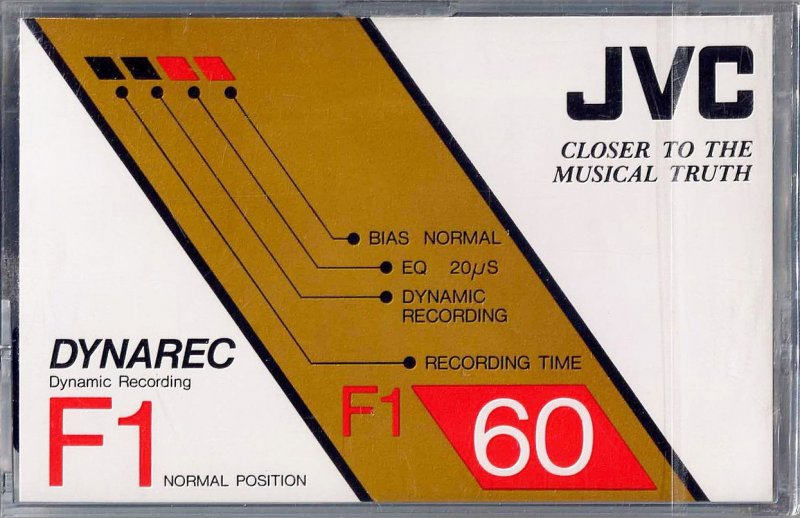 JVC
CLOSER TO THE
MUSICAL TRUTH
BIAS NORMAL
EQ 20µS
DYNAMIC
RECORDING
RECORDING TIME
DYNAREC
Dynamic Recording
F1 NORMAL POSITION
F1 60